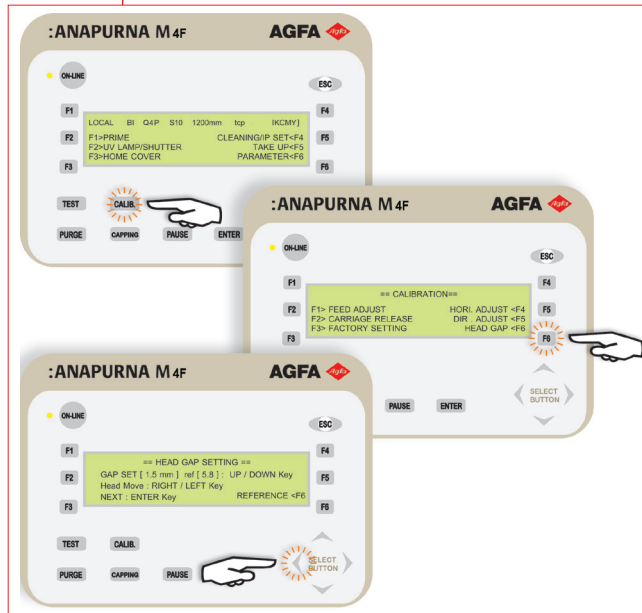 :ANAPURNA M 4F AGFA AGFA
ON-LINE
ESC
F1 F4
LOCAL BI Q4P S10 1200mm tcp [KCMY]
F1>PRIME CLEANING/IP SET<F4
F2 F5
F2>UV LAMP/SHUTTER TAKE UP<F5
F3>HOME COVER PARAMETER<F6
F3 F6
TEST CALIB.
PURGE CAPPING PAUSE ENTER
:ANAPURNA M 4F AGFA AGFA
ON-LINE
ESC
F1 F4
== CALIBRATION==
F1> FEED ADJUST HORI. ADJUST <F4
F2 F5
F2> CARRIAGE RELEASE DIR . ADJUST <F5
F3> FACTORY SETTING HEAD GAP <F6
F3 F6
SELECT
BUTTON
PAUSE ENTER
:ANAPURNA M 4F AGFA AGFA
ON-LINE
ESC
F1 F4
== HEAD GAP SETTING ==
GAP SET [ 1.5 mm ] ref [ 5.8 ] : UP / DOWN Key
F2 F5
Head Move : RIGHT / LEFT Key
NEXT : ENTER Key REFERENCE <F6
F3 F6
TEST CALIB.
SELECT
BUTTON
PURGE CAPPING PAUSE